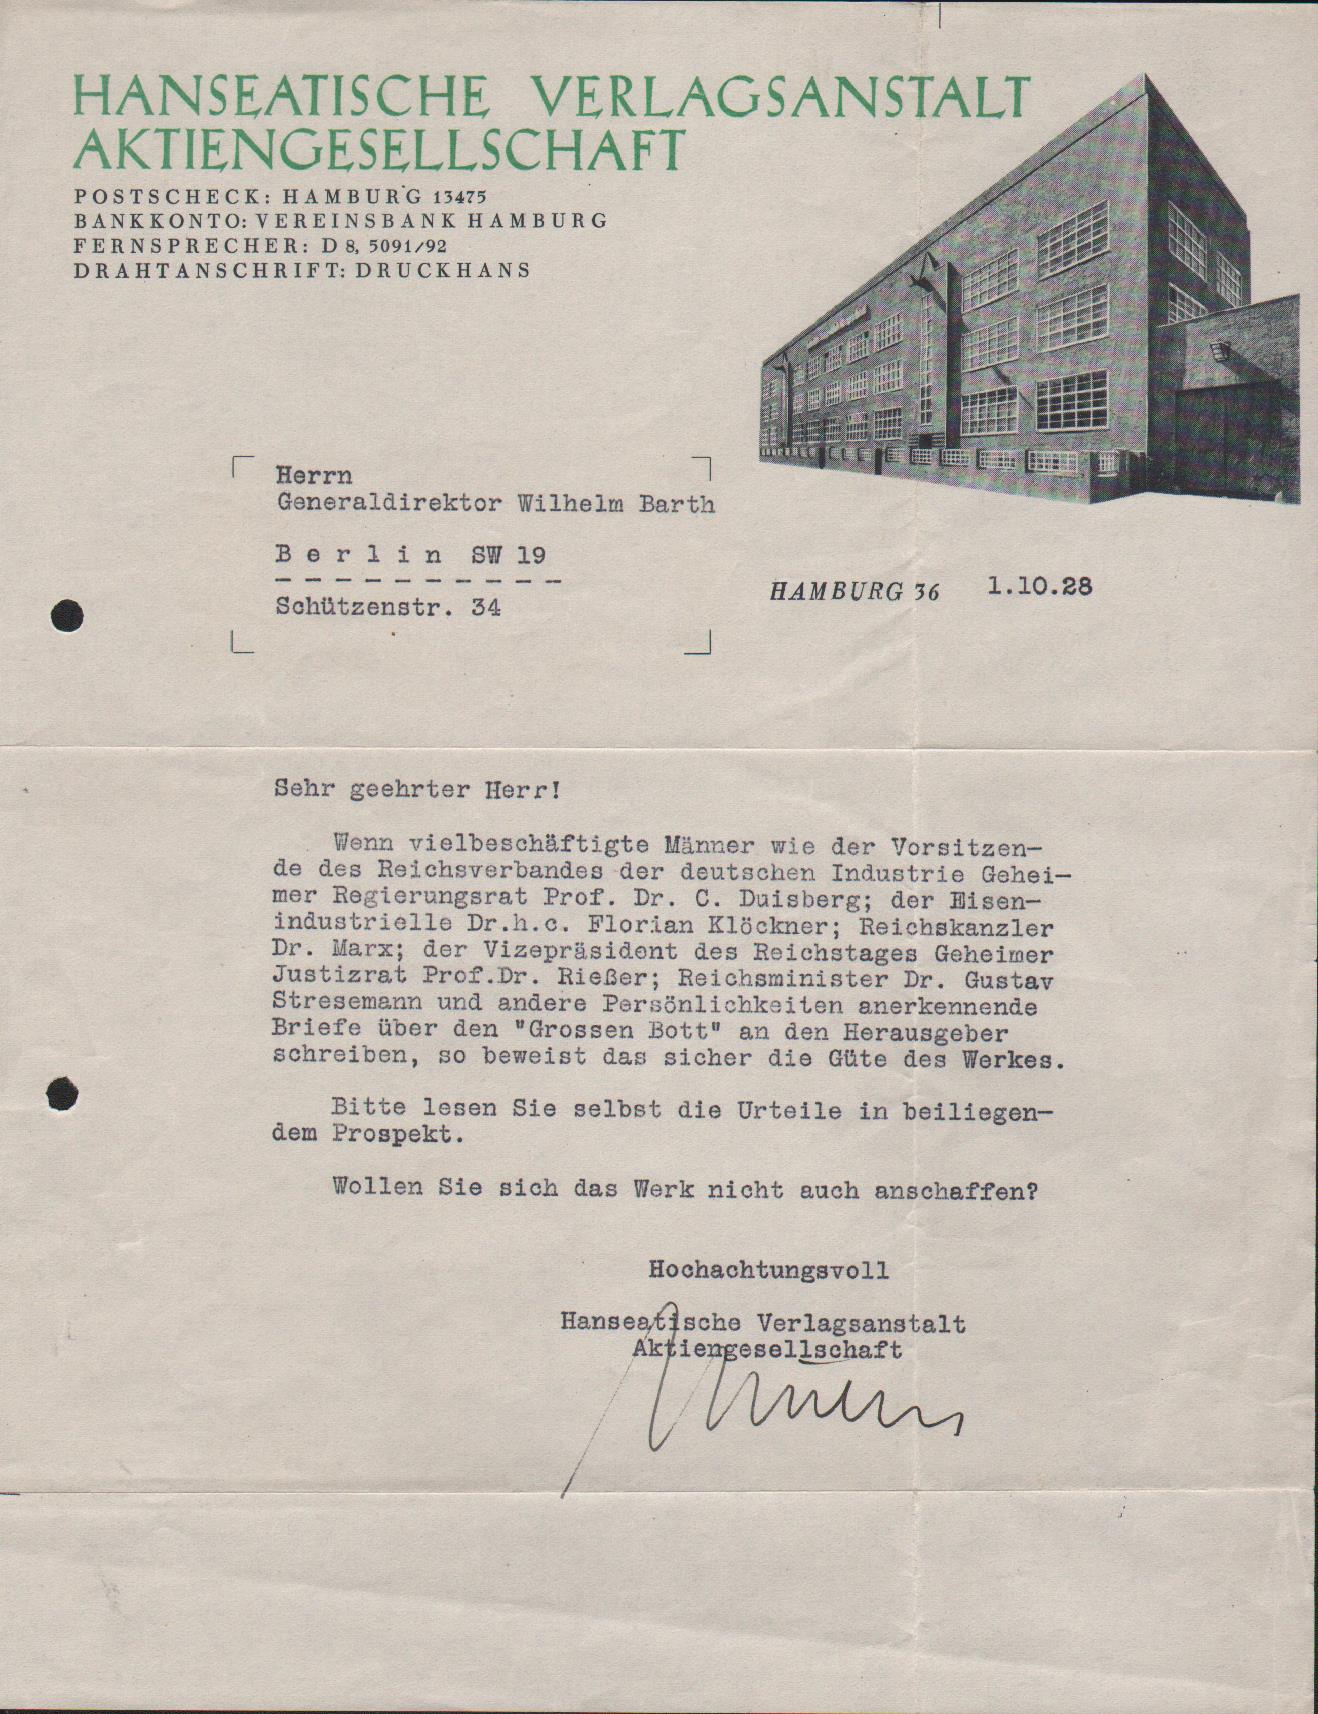 HANSEATISCHE VERLAGSANSTALT
AKTIENGESELLSCHAFT
POSTSCHECK: HAMBURG 13475
BANKKONTO: VEREINSBANK HAMBURG
FERNSPRECHER: D 8, 5091/92
DRAHTANSCHRIFT: DRUCKHANS
Herrn
Generaldirektor Wilhelm Barth
B e r l i n SW 19
Schützenstr. 34
HAMBURG 36 1.10.28
Sehr geehrter Herr!
Wenn vielbeschäftigte Männer wie der Vorsitzen-
de des Reichsverbandes der deutschen Industrie Gehei-
mer Regierungsrat Prof. Dr. C. Duisberg; der Eisen-
industrielle Dr.h.c. Florian Klöckner; Reichskanzler
Dr. Marx; der Vizepräsident des Reichstages Geheimer
Justizrat Prof.Dr. Rießer; Reichsminister Dr. Gustav
Stresemann und andere Persönlichkeiten anerkennende
Briefe über den "Grossen Bott" an den Herausgeber
schreiben, so beweist das sicher die Güte des Werkes.
Bitte lesen Sie selbst die Urteile in beiliegen-
dem Prospekt.
Wollen Sie sich das Werk nicht auch anschaffen?
Hochachtungsvoll
Hanseatische Verlagsanstalt
Aktiengesellschaft